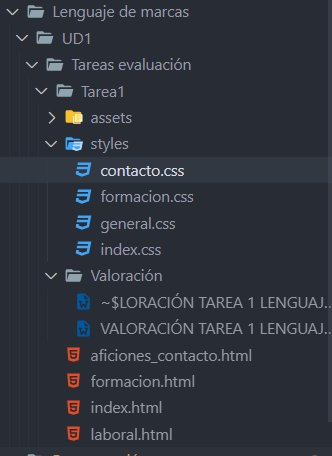 Lenguaje de marcas
UD1
Tareas evaluación
Tarea1
assets
styles
contacto.css
formacion.css
general.css
index.css
Valoración
~$LORACIÓN TAREA 1 LENGUAJ...
VALORACIÓN TAREA 1 LENGUAJ...
aficiones_contacto.html
formacion.html
index.html
laboral.html